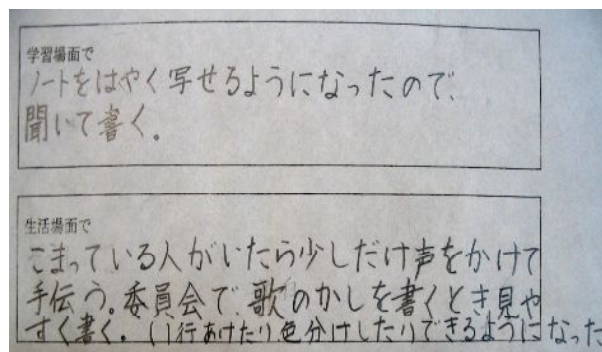 学習場面で
ノートをはやく写せるようになったので、
聞いて書く。
生活場面で
こまっている人がいたら少しだけ声をかけて
手伝う。委員会で、歌のかしを書くとき見や
すく書く。(1行あけたり色分けしたりできるようになった